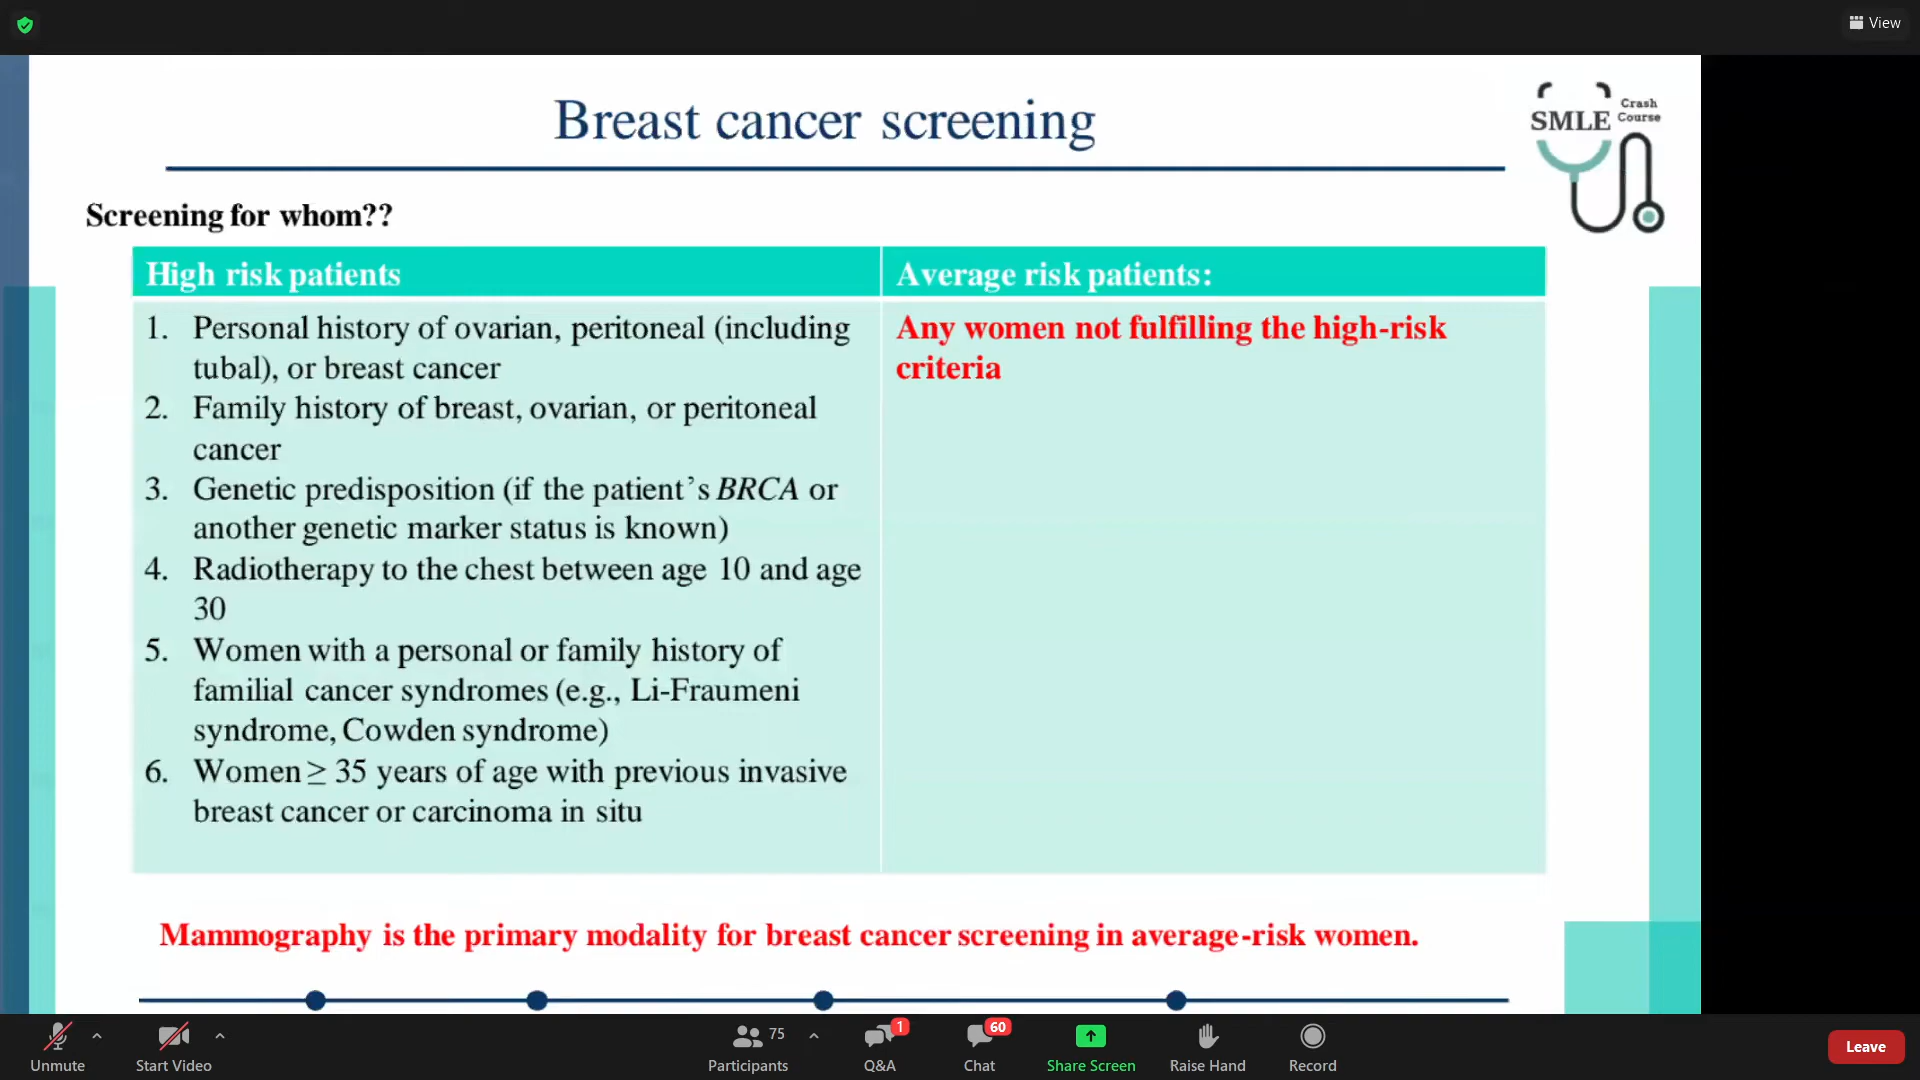 View
Breast cancer screening
SMLE Crash Course
Screening for whom??
High risk patients
1. Personal history of ovarian, peritoneal (including
tubal), or breast cancer
2. Family history of breast, ovarian, or peritoneal
cancer
3. Genetic predisposition (if the patient's BRCA or
another genetic marker status is known)
4. Radiotherapy to the chest between age 10 and age
30
5. Women with a personal or family history of
familial cancer syndromes (e.g., Li-Fraumeni
syndrome, Cowden syndrome)
6. Women ≥ 35 years of age with previous invasive
breast cancer or carcinoma in situ
Average risk patients:
Any women not fulfilling the high-risk
criteria
Mammography is the primary modality for breast cancer screening in average-risk women.
75
1
60
Unmute
Start Video
Participants
Q&A
Chat
Share Screen
Raise Hand
Record
Leave